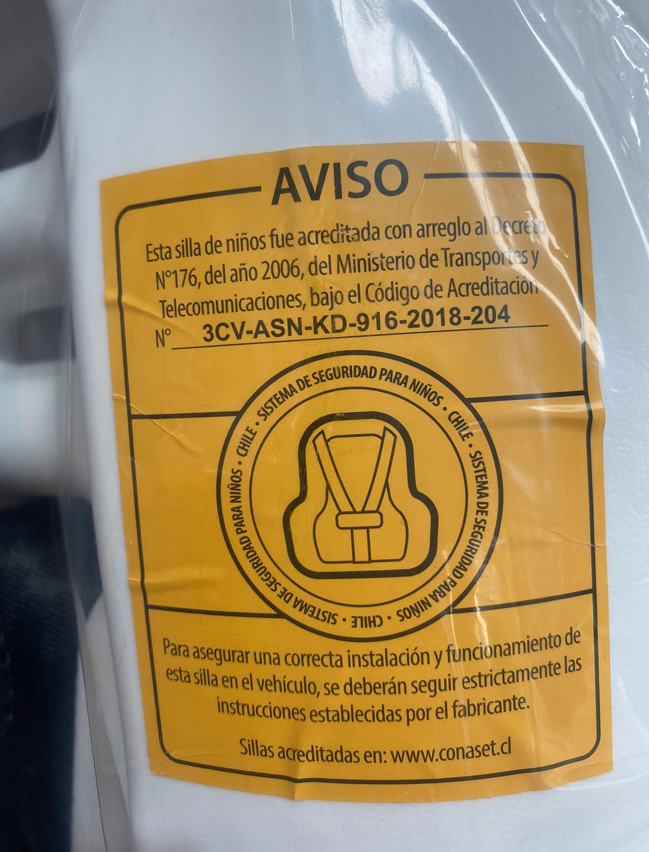 AVISO
Esta silla de niños fue acreditada con arreglo al Decreto
N°176, del año 2006, del Ministerio de Transportes y
Telecomunicaciones, bajo el Código de Acreditación
N° 3CV-ASN-KD-916-2018-204
SISTEMA DE SEGURIDAD PARA NIÑOS • CHILE • SISTEMA DE SEGURIDAD PARA NIÑOS • CHILE • SISTEMA DE SEGURIDAD PARA NIÑOS • CHILE •
Para asegurar una correcta instalación y funcionamiento de
esta silla en el vehículo, se deberán seguir estrictamente las
instrucciones establecidas por el fabricante.
Sillas acreditadas en: www.conaset.cl